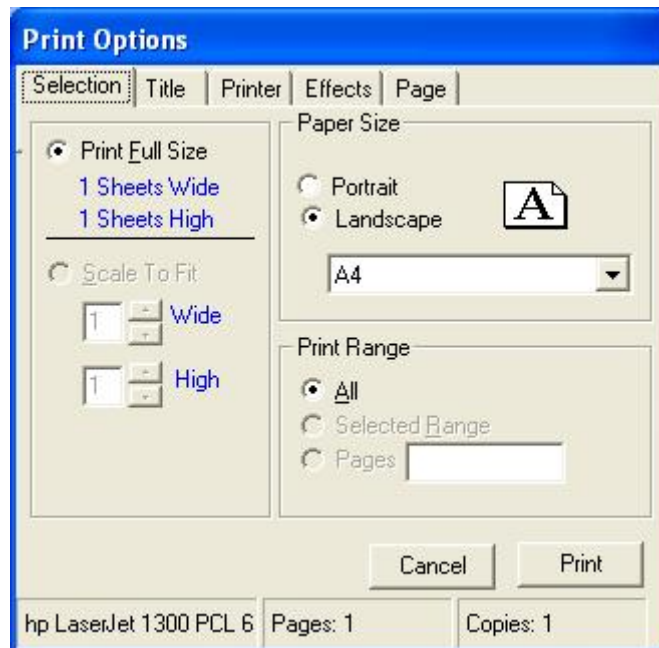 Print Options
Selection Title Printer Effects Page
Print Full Size
1 Sheets Wide
1 Sheets High
Scale To Fit
1 Wide
1 High
Paper Size
Portrait
Landscape
A
A4
Print Range
All
Selected Range
Pages
Cancel Print
hp LaserJet 1300 PCL 6 Pages: 1 Copies: 1